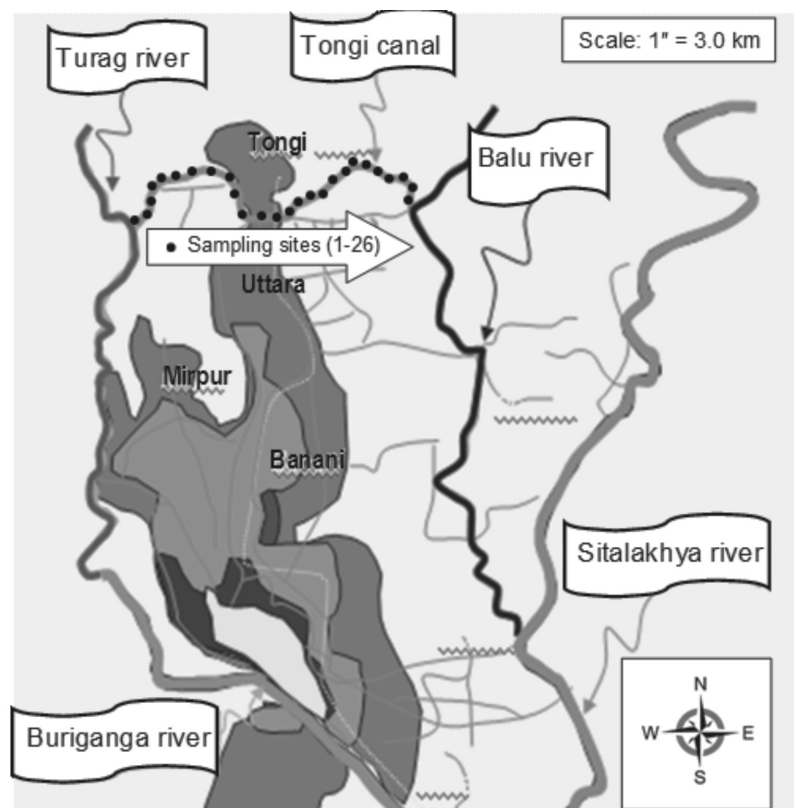 Turag river
Tongi canal
Scale: 1″ = 3.0 km
Tongi
Balu river
Sampling sites (1-26)
Uttara
Mirpur
Banani
Sitalakhya river
Buriganga river
N
W
E
S